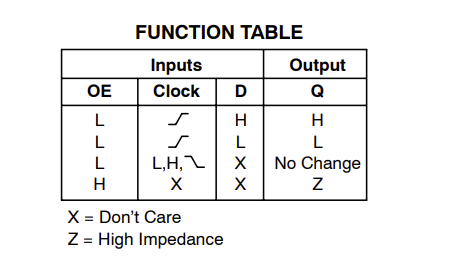 FUNCTION TABLE
Inputs Output
OE Clock D Q
L H H
L L L
L L,H, X No Change
H X X Z
X = Don't Care
Z = High Impedance